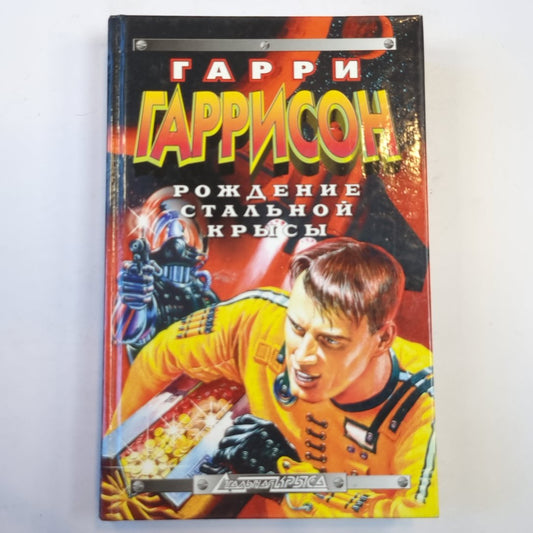 ГАРРИ
ГАРРИСОН
РОЖДЕНИЕ
СТАЛЬНОЙ
КРЫСЫ
Стальная КРЫСА